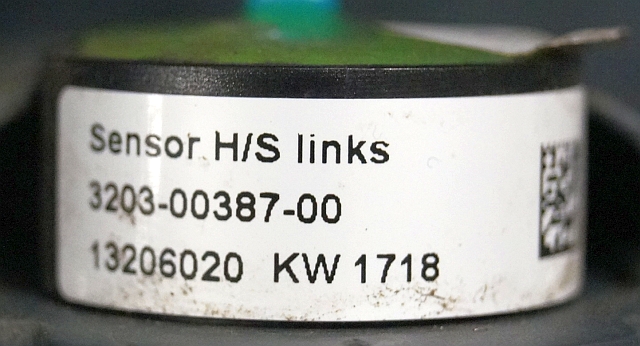 Sensor H/S links
3203-00387-00
13206020 KW 1718